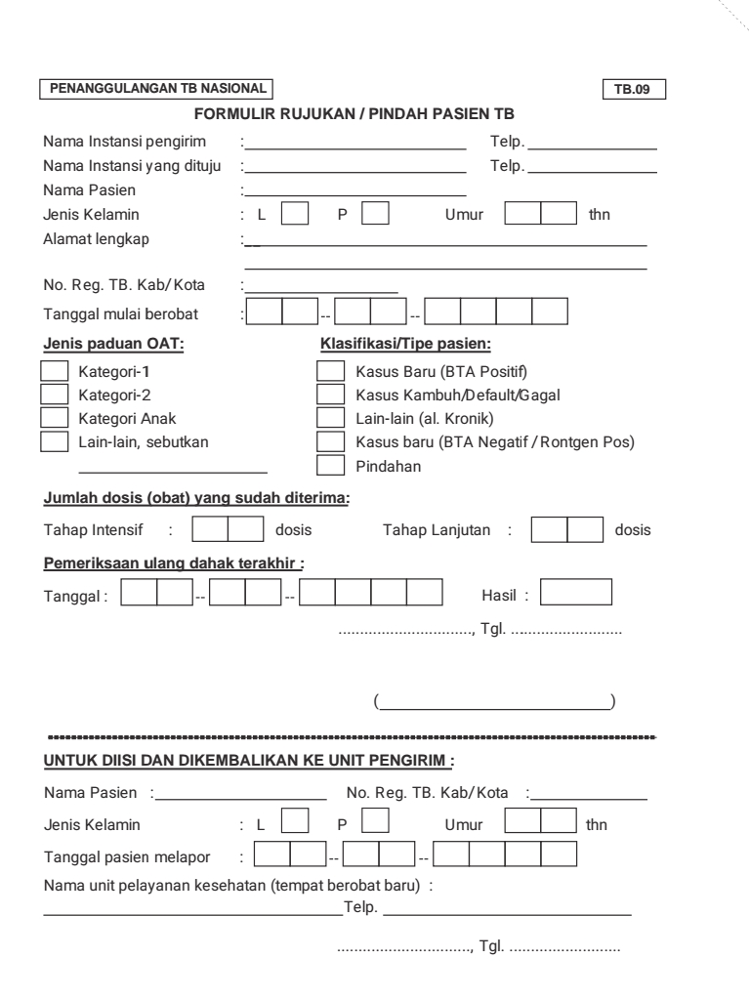 PENANGGULANGAN TB NASIONAL TB.09
FORMULIR RUJUKAN / PINDAH PASIEN TB
Nama Instansi pengirim : Telp.
Nama Instansi yang dituju : Telp.
Nama Pasien :
Jenis Kelamin : L P Umur thn
Alamat lengkap :
No. Reg. TB. Kab/Kota :
Tanggal mulai berobat : -- --
Jenis paduan OAT: Klasifikasi/Tipe pasien:
Kategori-1 Kasus Baru (BTA Positif)
Kategori-2 Kasus Kambuh/Default/Gagal
Kategori Anak Lain-lain (al. Kronik)
Lain-lain, sebutkan Kasus baru (BTA Negatif / Rontgen Pos)
Pindahan
Jumlah dosis (obat) yang sudah diterima:
Tahap Intensif : dosis Tahap Lanjutan : dosis
Pemeriksaan ulang dahak terakhir :
Tanggal : -- -- Hasil :
..............................., Tgl. ..........................
(____________________________)
UNTUK DIISI DAN DIKEMBALIKAN KE UNIT PENGIRIM :
Nama Pasien : No. Reg. TB. Kab/Kota :
Jenis Kelamin : L P Umur thn
Tanggal pasien melapor : -- --
Nama unit pelayanan kesehatan (tempat berobat baru) :
Telp.
..............................., Tgl. ..........................